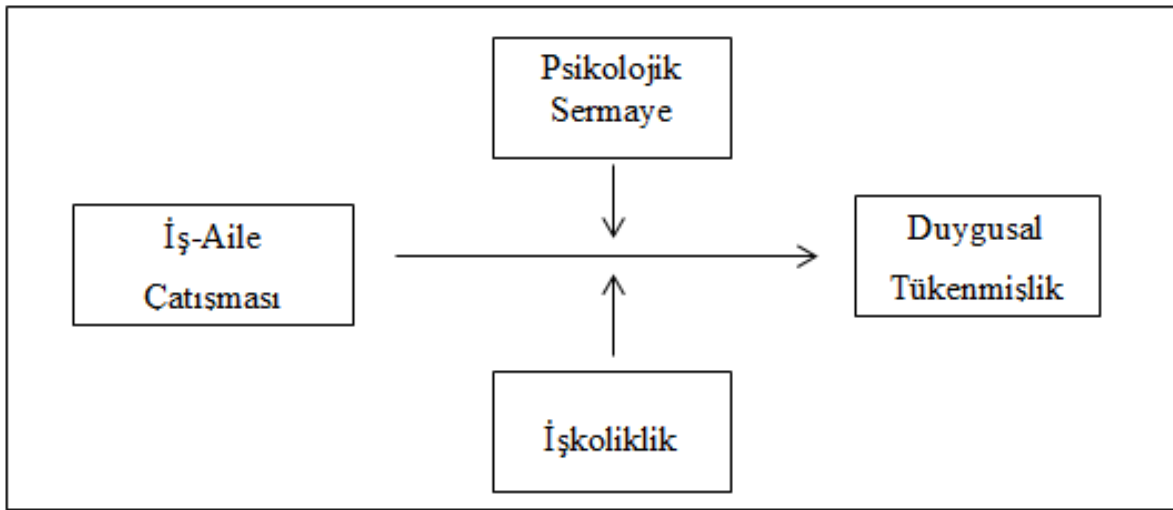 Psikolojik
Sermaye
İş-Aile
Çatışması
Duygusal
Tükenmişlik
İşkoliklik